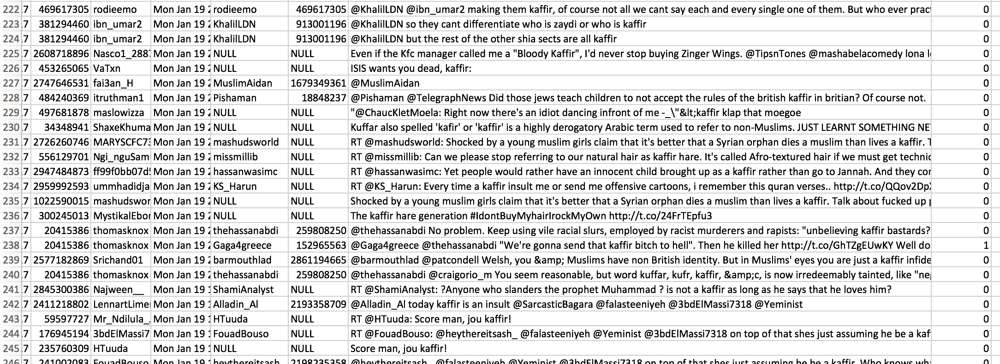 222 7 469617305 rodieemo Mon Jan 19 2 rodieemo 469617305 @KhalilLDN @ibn_umar2 making them kaffir, of course not all we cant say each and every single one of them. But who ever pract 0
223 7 381294460 ibn_umar2 Mon Jan 19 2 KhalilLDN 913001196 @KhalilLDN so they cant differentiate who is zaydi or who is kaffir 0
224 7 381294460 ibn_umar2 Mon Jan 19 2 KhalilLDN 913001196 @KhalilLDN but the rest of the other shia sects are all kaffir 0
225 7 2608718896 Nasco1_2887 Mon Jan 19 2 NULL NULL Even if the Kfc manager called me a "Bloody Kaffir", I'd never stop buying Zinger Wings. @TipsnTones @mashabelacomedy lona 0
226 7 453265065 VaTxn Mon Jan 19 2 NULL NULL ISIS wants you dead, kaffir: 0
227 7 2747646531 fai3an_H Mon Jan 19 2 MuslimAidan 1679349361 @MuslimAidan 0
228 7 484240369 itruthman1 Mon Jan 19 2 Pishaman 18848237 @Pishaman @TelegraphNews Did those jews teach children to not accept the rules of the british kaffir in britian? Of course not. 0
229 7 497681878 maslowizza Mon Jan 19 2 NULL NULL "@ChaucKletMoela: Right now there's an idiot dancing infront of me -_\"&lt;kaffir klap that moegoe 0
230 7 34348941 ShaxeKhuma Mon Jan 19 2 NULL NULL Kuffar also spelled 'kafir' or 'kaffir' is a highly derogatory Arabic term used to refer to non-Muslims. JUST LEARNT SOMETHING NE 0
231 7 2726260746 MARYSCFC73 Mon Jan 19 2 mashudsworld NULL RT @mashudsworld: Shocked by a young muslim girls claim that it's better that a Syrian orphan dies a muslim than lives a kaffir. T 0
232 7 556129701 Ngi_nguSam Mon Jan 19 2 missmillib NULL RT @missmillib: Can we please stop referring to our natural hair as kaffir hare. It's called Afro-textured hair if we must get technic 0
233 7 2947484873 ff99f0bb07d Mon Jan 19 2 hassanwasimc NULL RT @hassanwasimc: Yet people would rather have an innocent child brought up as a kaffir rather than go to Jannah. And they cor 0
234 7 2959992593 ummhadidja Mon Jan 19 2 KS_Harun NULL RT @KS_Harun: Every time a kaffir insult me or send me offensive cartoons, i remember this quran verses.. http://t.co/QQov2Dp 0
235 7 1022590015 mashudswor Mon Jan 19 2 NULL NULL Shocked by a young muslim girls claim that it's better that a Syrian orphan dies a muslim than lives a kaffir. Talk about fucked up 0
236 7 300245013 MystikalEbor Mon Jan 19 2 NULL NULL The kaffir hare generation #IdontBuyMyhairIrockMyOwn http://t.co/24FrTEpfu3 0
237 7 20415386 thomasknox Mon Jan 19 2 thehassanabdi 259808250 @thehassanabdi No problem. Keep using vile racial slurs, employed by racist murderers and rapists: "unbelieving kaffir bastards? 0
238 7 20415386 thomasknox Mon Jan 19 2 Gaga4greece 152965563 @Gaga4greece @thehassanabdi "We're gonna send that kaffir bitch to hell". Then he killed her http://t.co/GhTZgEUwKY Well do 1
239 7 2577182869 Srichand01 Mon Jan 19 2 barmouthlad 2861194665 @barmouthlad @patcondell Welsh, you &amp; Muslims have non British identity. But in Muslims' eyes you are just a kaffir infide 0
240 7 20415386 thomasknox Mon Jan 19 2 thehassanabdi 259808250 @thehassanabdi @craigorio_m You seem reasonable, but word kuffar, kufr, kaffir, &amp;c, is now irredeemably tainted, like "neg 0
241 7 2845300386 Najween__ Mon Jan 19 1 ShamiAnalyst NULL RT @ShamiAnalyst: ?Anyone who slanders the prophet Muhammad ? is not a kaffir as long as he says that he loves him? 0
242 7 2411218802 LennartLime Mon Jan 19 1 Alladin_Al 2193358709 @Alladin_Al today kaffir is an insult @SarcasticBagara @falasteeniyeh @3bdElMassi7318 @Yeminist 0
243 7 59597727 Mr_Ndilula_ Mon Jan 19 1 HTuuda NULL RT @HTuuda: Score man, jou kaffir! 0
244 7 176945194 3bdElMassi7 Mon Jan 19 1 FouadBouso NULL RT @FouadBouso: @heythereitsash_ @falasteeniyeh @Yeminist @3bdElMassi7318 on top of that shes just assuming he be a kaf 0
245 7 235760309 HTuuda Mon Jan 19 1 NULL NULL Score man, jou kaffir! 0
246 7 241002083 FouadBouso Mon Jan 19 1 heythereitsash 2198235358 @heythereitsash_ @falasteeniyeh @Yeminist @3bdElMassi7318 on top of that shes just assuming he be a kaffir. Who knows wh 0